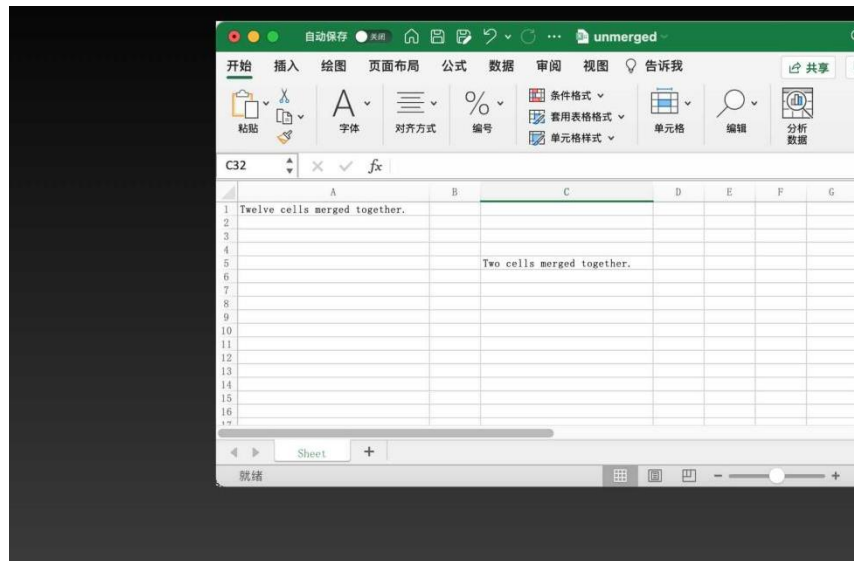 自动保存 关闭 ... unmerged
开始 插入 绘图 页面布局 公式 数据 审阅 视图 告诉我 共享
粘贴 字体 对齐方式 % 编号 条件格式 套用表格格式 单元格样式 单元格 编辑 分析数据
C32 fx
A B C D E F G
1 Twelve cells merged together.
2
3
4
5 Two cells merged together.
6
7
8
9
10
11
12
13
14
15
16
17
Sheet +
就绪 - +